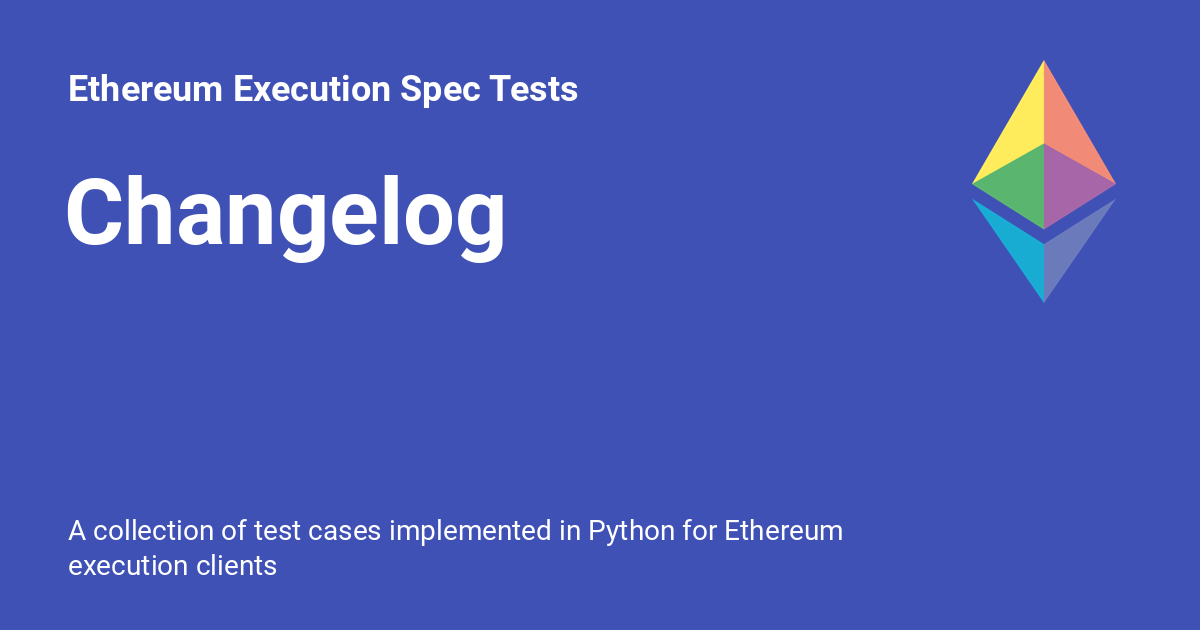 Ethereum Execution Spec Tests
Changelog
A collection of test cases implemented in Python for Ethereum
execution clients